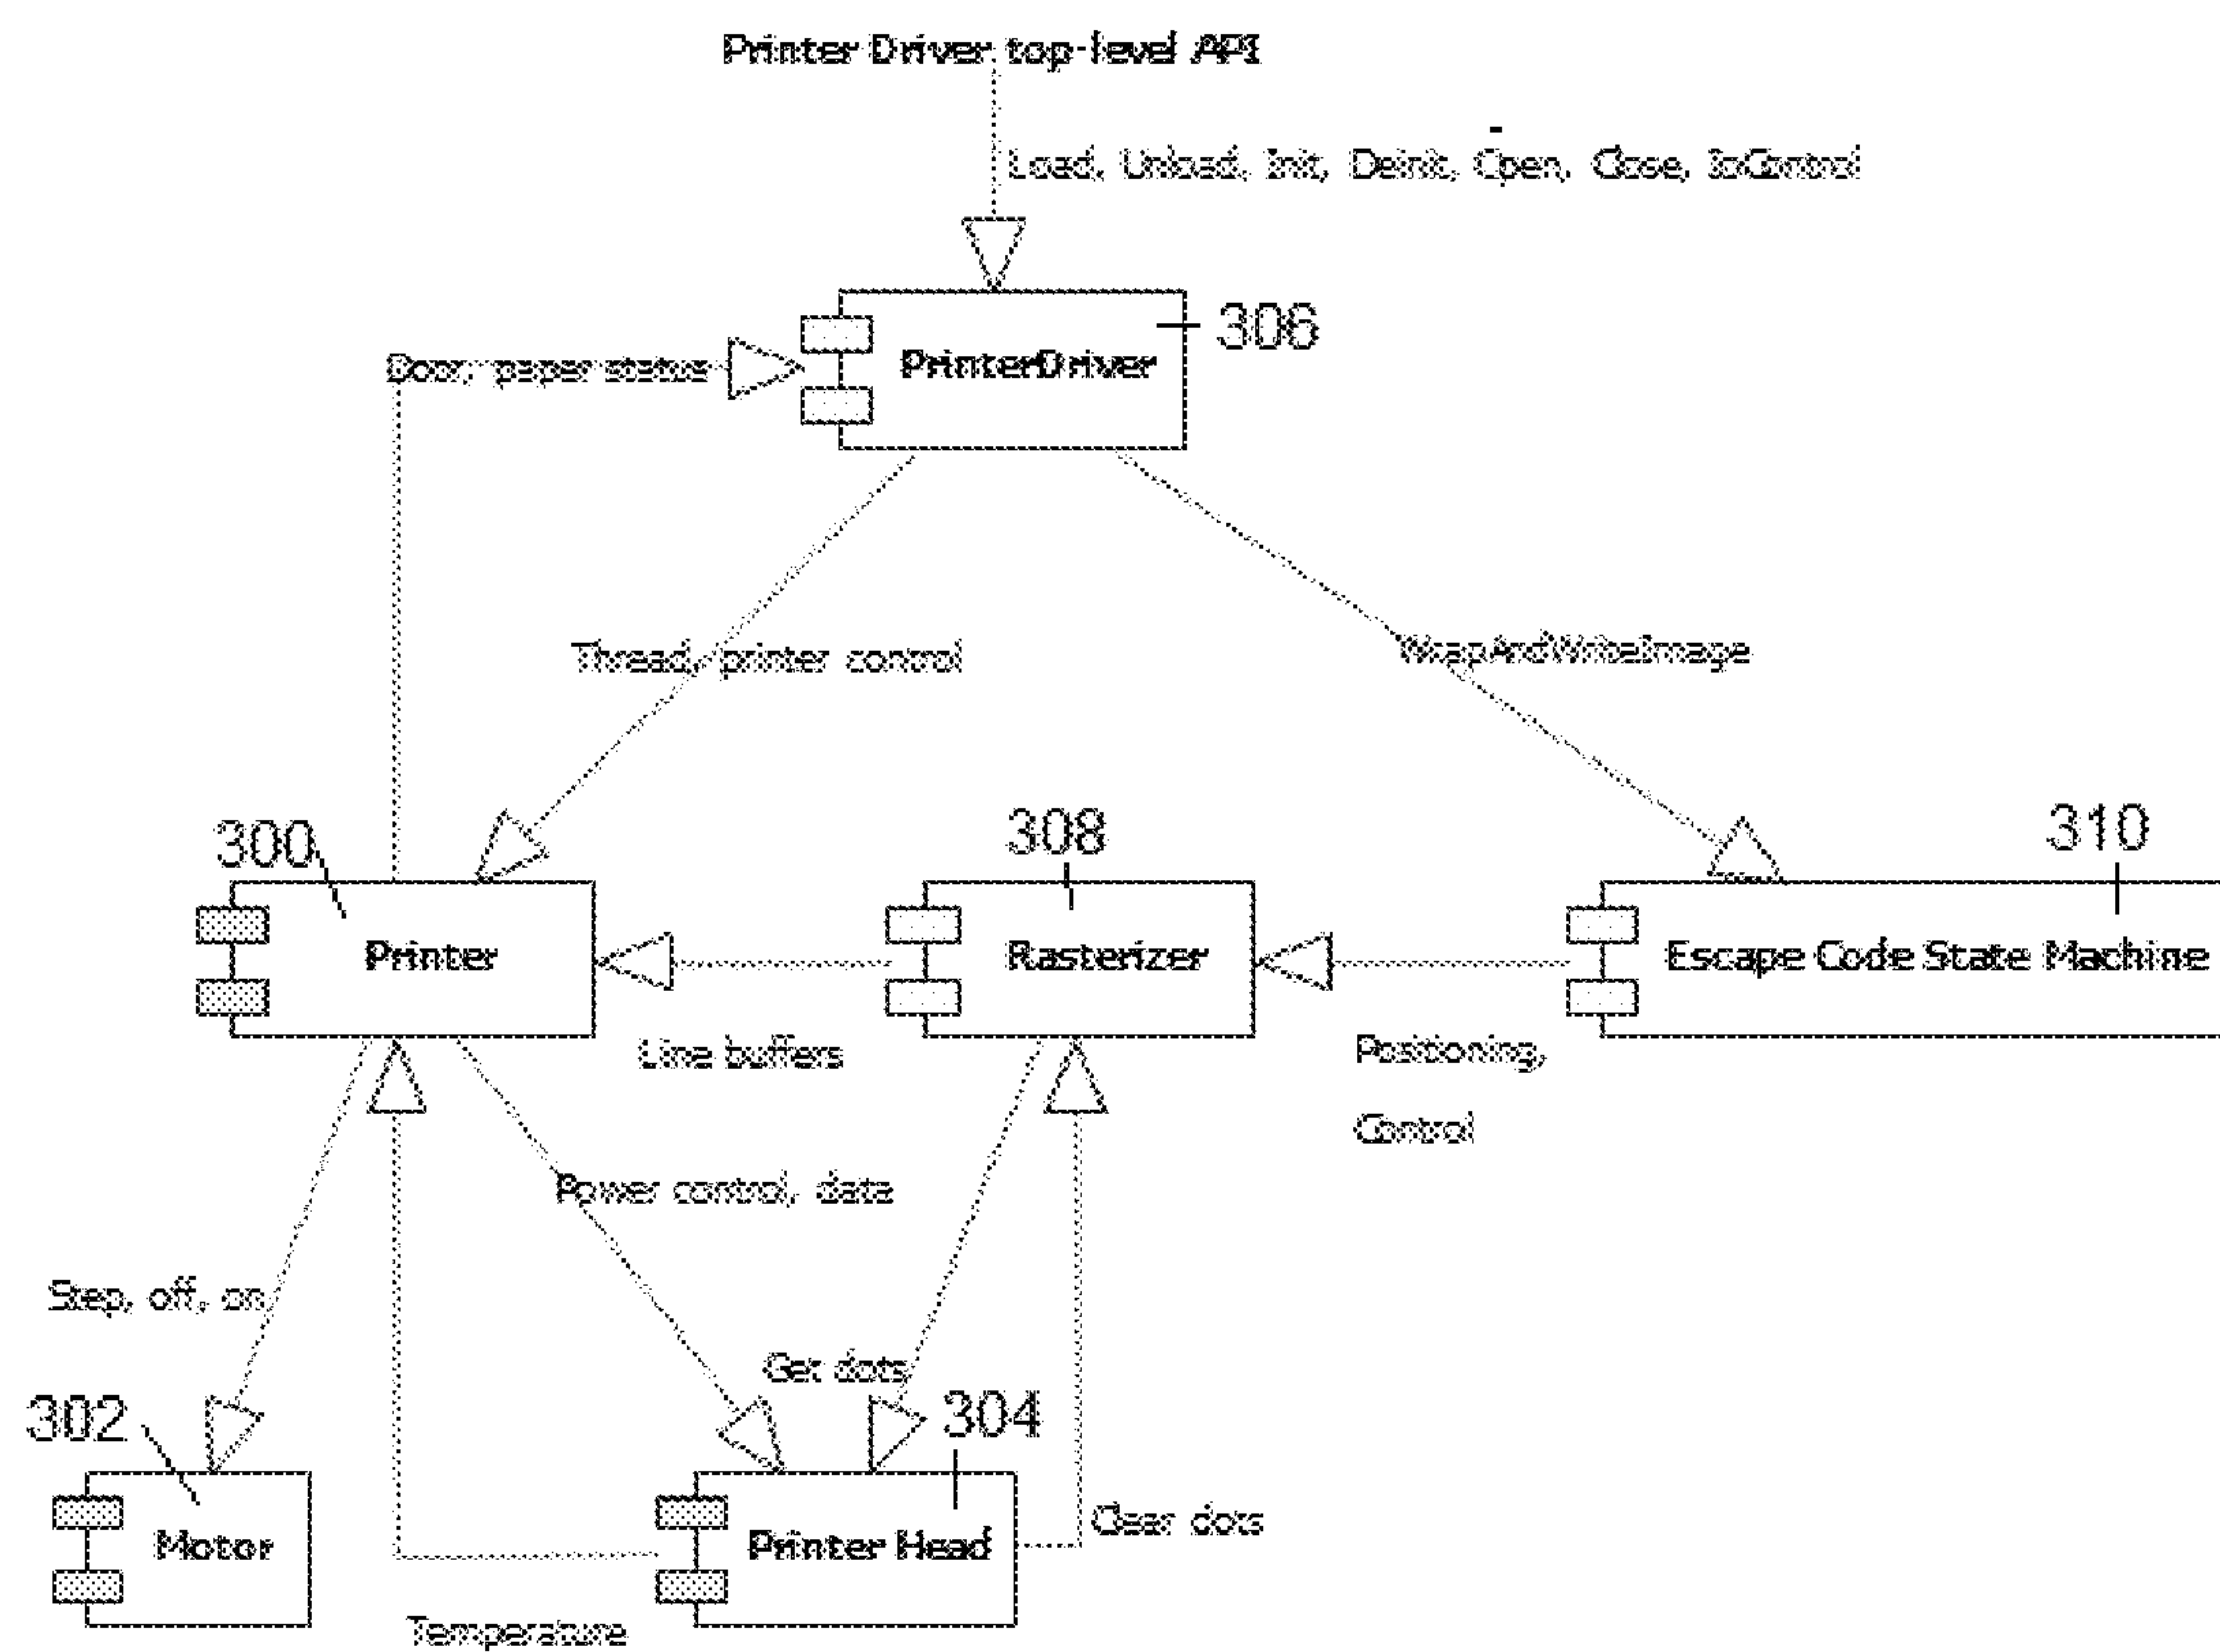 Printer Driver top-level API
Load, Unload, Init, Deinit, Open, Close, IoControl
306
PrinterDriver
Door, paper status
Thread, printer control
WrapAndWriteImage
300
308
310
Printer
Rasterizer
Escape Code State Machine
Line buffers
Positioning,
Control
Power control, data
Step, off, on
Get dots
302
304
Clear dots
Motor
Printer Head
Temperature